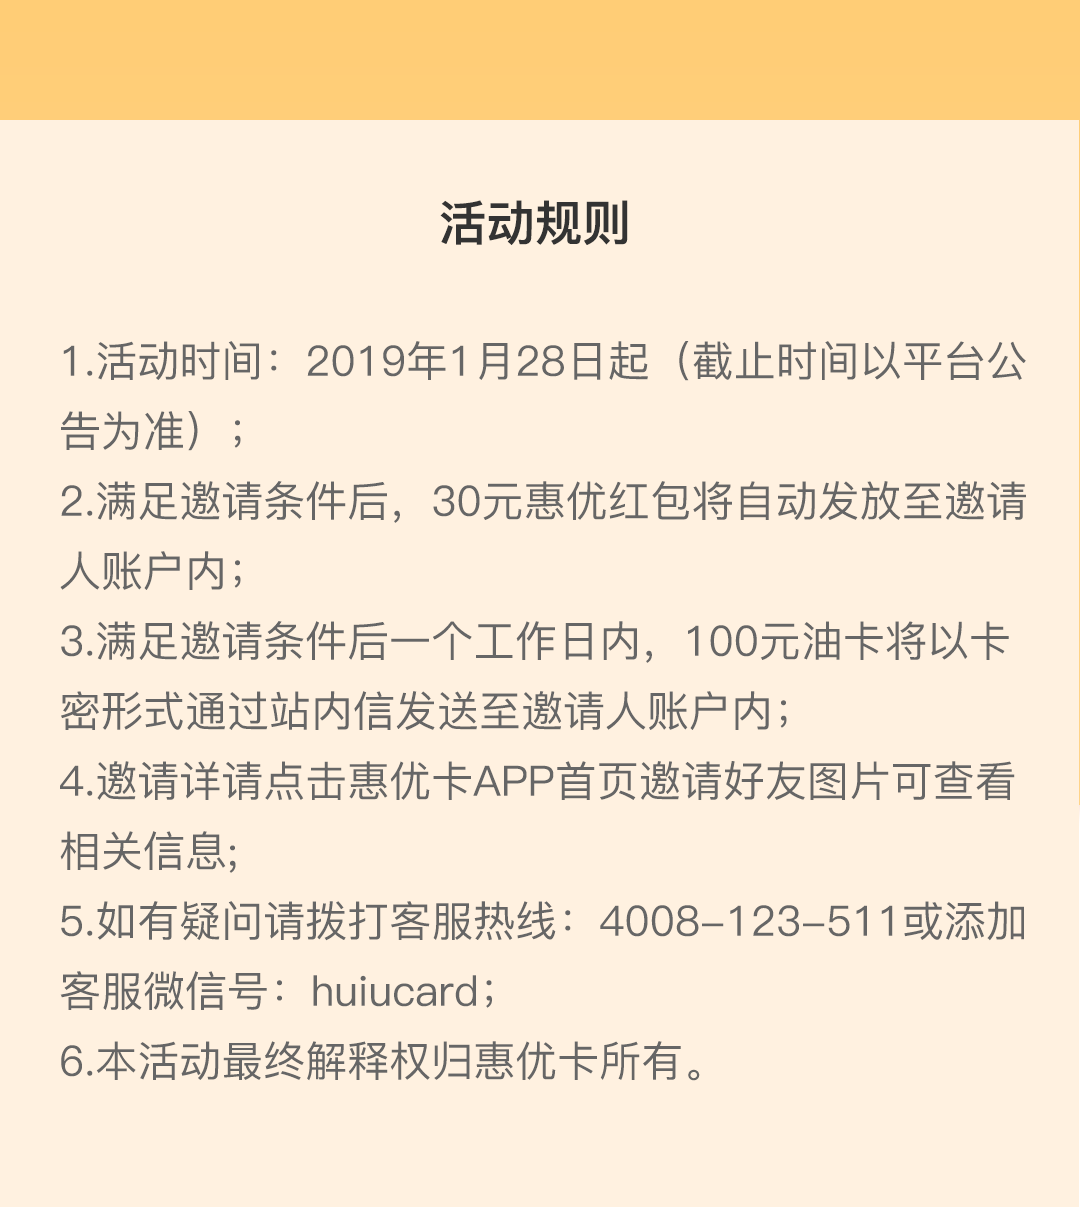 活动规则
1.活动时间：2019年1月28日起（截止时间以平台公
告为准）；
2.满足邀请条件后，30元惠优红包将自动发放至邀请
人账户内；
3.满足邀请条件后一个工作日内，100元油卡将以卡
密形式通过站内信发送至邀请人账户内；
4.邀请详请点击惠优卡APP首页邀请好友图片可查看
相关信息;
5.如有疑问请拨打客服热线：4008–123–511或添加
客服微信号：huiucard；
6.本活动最终解释权归惠优卡所有。